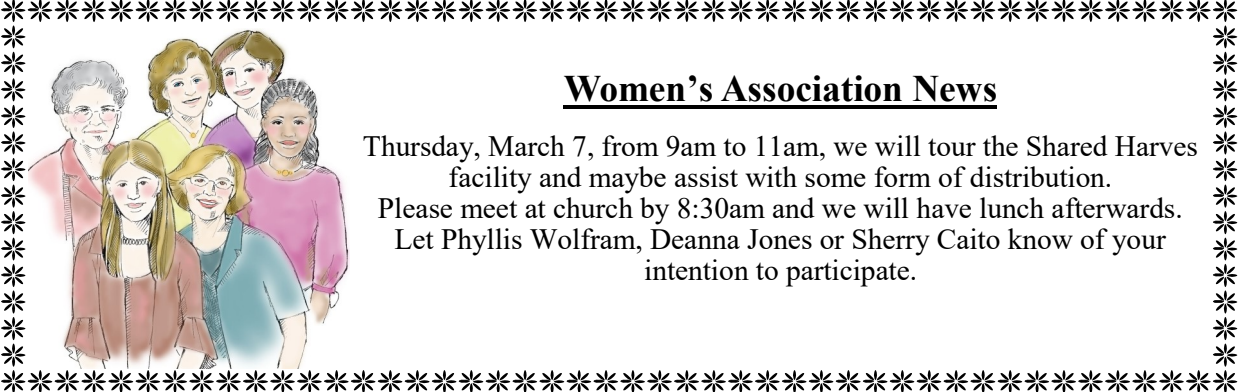 Women’s Association News
Thursday, March 7, from 9am to 11am, we will tour the Shared Harves
facility and maybe assist with some form of distribution.
Please meet at church by 8:30am and we will have lunch afterwards.
Let Phyllis Wolfram, Deanna Jones or Sherry Caito know of your
intention to participate.